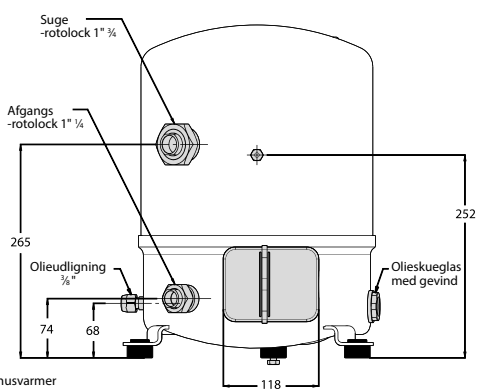 Suge
-rotolock 1" ¾
Afgangs
-rotolock 1" ¼
252
265
Olieudligning
⅜"
Olieskueglas
med gevind
74
68
118